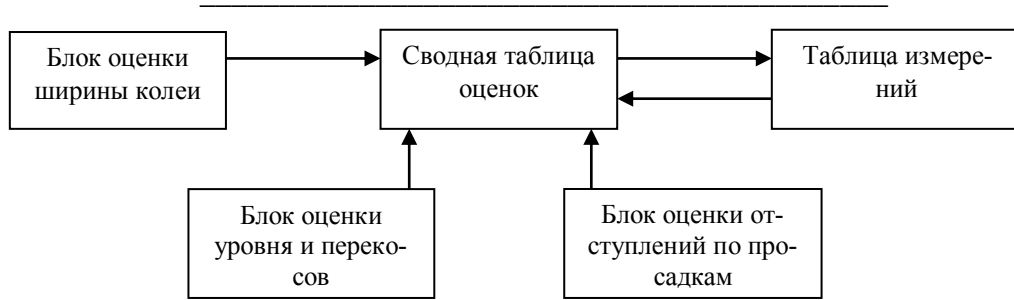 Блок оценки
ширины колеи
Сводная таблица
оценок
Таблица измере-
ний
Блок оценки
уровня и переко-
сов
Блок оценки от-
ступлений по про-
садкам